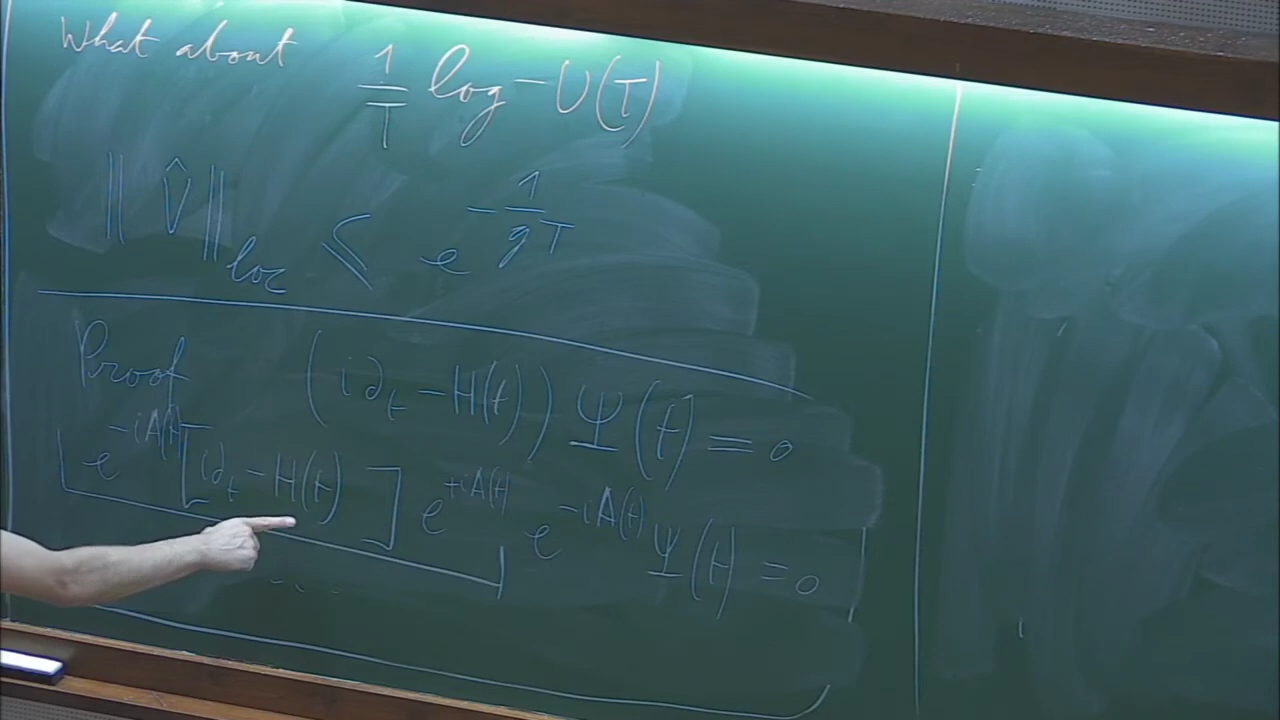 What about 1/T log U(T)
‖ V̂ ‖_loc ≤ e^{-1/g T}
Proof (i∂_t - H(t)) Ψ(t) = 0
e^{-iA(t)} [i∂_t - H(t)] e^{+iA(t)} e^{-iA(t)} Ψ(t) = 0
...